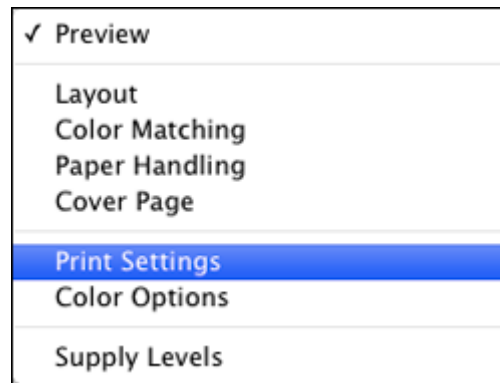 ✓ Preview
Layout
Color Matching
Paper Handling
Cover Page
Print Settings
Color Options
Supply Levels